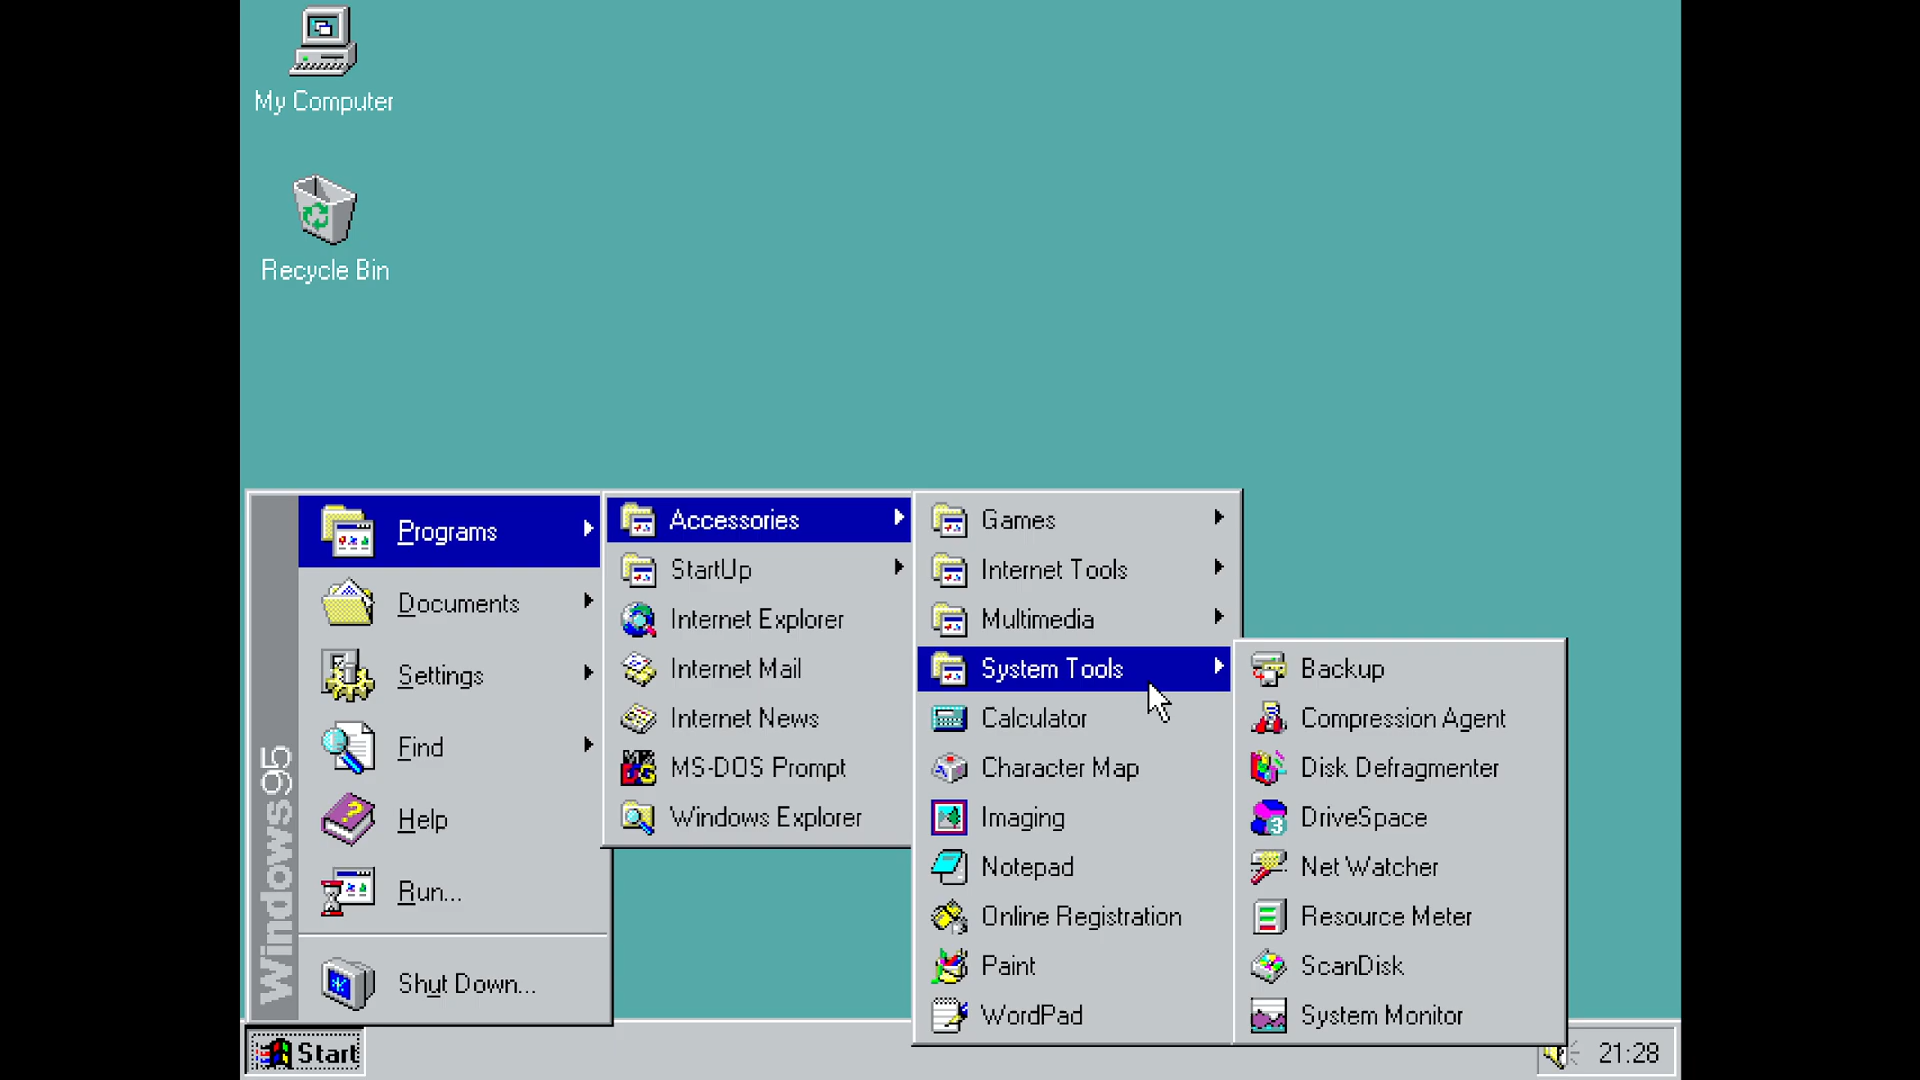 My Computer
Recycle Bin
Windows95
Programs
Documents
Settings
Find
Help
Run...
Shut Down...
Accessories
StartUp
Internet Explorer
Internet Mail
Internet News
MS-DOS Prompt
Windows Explorer
Games
Internet Tools
Multimedia
System Tools
Calculator
Character Map
Imaging
Notepad
Online Registration
Paint
WordPad
Backup
Compression Agent
Disk Defragmenter
DriveSpace
Net Watcher
Resource Meter
ScanDisk
System Monitor
Start
21:28